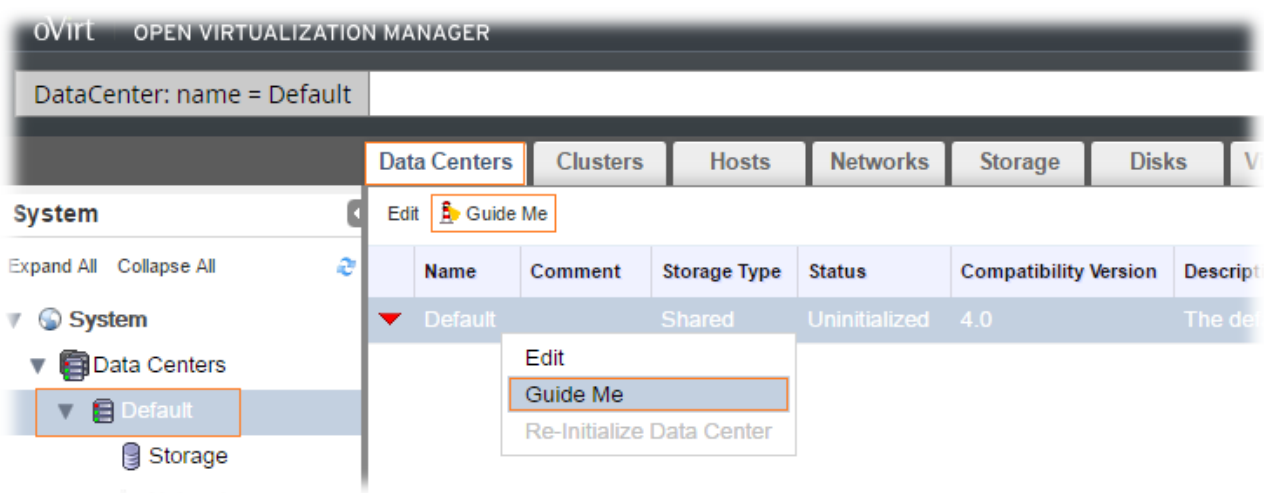 oVirt OPEN VIRTUALIZATION MANAGER
DataCenter: name = Default
Data Centers Clusters Hosts Networks Storage Disks
System
Edit Guide Me
Expand All Collapse All
Name Comment Storage Type Status Compatibility Version
System
Default Shared Uninitialized 4.0 The
Edit
Data Centers
Guide Me
Default
Re-Initialize Data Center
Storage